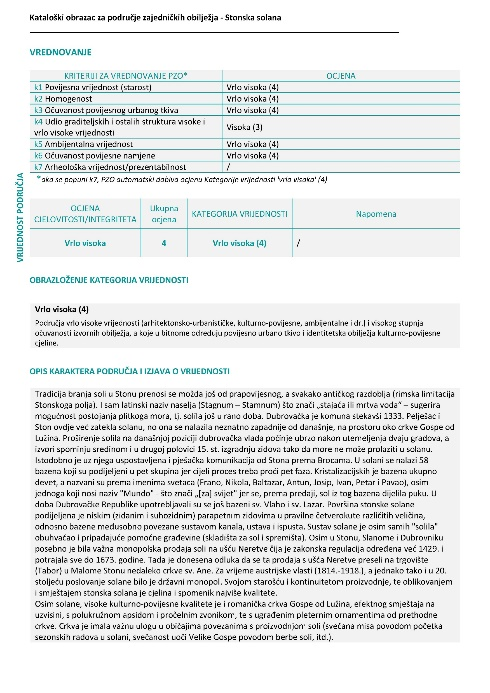 Kataloški obrazac za područje zajedničkih obilježja - Stonska solana
VREDNOVANJE
KRITERIJI ZA VREDNOVANJE PZO* OCJENA
k1 Povijesna vrijednost (starost) Vrlo visoka (4)
k2 Homogenost Vrlo visoka (4)
k3 Očuvanost povijesnog urbanog tkiva Vrlo visoka (4)
k4 Udio graditeljskih i ostalih struktura visoke i
vrlo visoke vrijednosti Visoka (3)
k5 Ambijentalna vrijednost Vrlo visoka (4)
k6 Očuvanost povijesne namjene Vrlo visoka (4)
k7 Arheološka vrijednost/prezentabilnost /
*ako se popuni k7, PZO automatski dobiva ocjenu Kategorije vrijednosti 'vrlo visoka' (4)
VRIJEDNOST PODRUČJA
OCJENA
CJELOVITOSTI/INTEGRITETA Ukupna
ocjena KATEGORIJA VRIJEDNOSTI Napomena
Vrlo visoka 4 Vrlo visoka (4) /
OBRAZLOŽENJE KATEGORIJA VRIJEDNOSTI
Vrlo visoka (4)
Područja vrlo visoke vrijednosti (arhitektonsko-urbanističke, kulturno-povijesne, ambijentalne i dr.) i visokog stupnja
očuvanosti izvornih obilježja, a koje u bitnome određuju povijesno urbano tkivo i identitetska obilježja kulturno-povijesne
cjeline.
OPIS KARAKTERA PODRUČJA I IZJAVA O VRIJEDNOSTI
Tradicija branja soli u Stonu prenosi se možda još od prapovijesnog, a svakako antičkog razdoblja (rimska limitacija
Stonskoga polja). I sam latinski naziv naselja (Stagnum – Stamnum) što znači „stajaća ili mrtva voda“ – sugerira
mogućnost postojanja plitkoga mora, tj. solila još u rano doba. Dubrovačka je komuna stekavši 1333. Pelješac i
Ston ovdje već zatekla solanu, no ona se nalazila neznatno zapadnije od današnje, na prostoru oko crkve Gospe od
Lužina. Proširenje solila na današnjoj poziciji dubrovačka vlada počinje ubrzo nakon utemeljenja dvaju gradova, a
izvori spominju sredinom i u drugoj polovici 15. st. izgradnju zidova tako da more ne može prolaziti u solanu.
Istodobno je uz njega uspostavljena i pješačka komunikacija od Stona prema Brocama. U solani se nalazi 58
bazena koji su podijeljeni u pet skupina jer cijeli proces treba proći pet faza. Kristalizacijskih je bazena ukupno
devet, a nazvani su prema imenima svetaca (Frano, Nikola, Baltazar, Antun, Josip, Ivan, Petar i Pavao), osim
jednoga koji nosi naziv "Mundo" - što znači „[za] svijet" jer se, prema predaji, sol iz tog bazena dijelila puku. U
doba Dubrovačke Republike upotrebljavali su se još bazeni sv. Vlaho i sv. Lazar. Površina stonske solane
podijeljena je niskim (zidanim i suhozidnim) parapetnim zidovima u pravilne četverokute različitih veličina,
odnosno bazene međusobno povezane sustavom kanala, ustava i ispusta. Sustav solane je osim samih "solila"
obuhvaćao i pripadajuće pomoćne građevine (skladišta za sol i spremišta). Osim u Stonu, Slanome i Dubrovniku
posebno je bila važna monopolska prodaja soli na ušću Neretve čija je zakonska regulacija određena već 1429. i
potrajala sve do 1673. godine. Tada je donesena odluka da se ta prodaja s ušća Neretve preseli na trgovište
(Tabor) u Malome Stonu nedaleko crkve sv. Ane. Za vrijeme austrijske vlasti (1814.-1918.), a jednako tako i u 20.
stoljeću poslovanje solane bilo je državni monopol. Svojom starošću i kontinuitetom proizvodnje, te oblikovanjem
i smještajem stonska solana je cjelina i spomenik najviše kvalitete.
Osim solane, visoke kulturno-povijesne kvalitete je i romanička crkva Gospe od Lužina, efektnog smještaja na
uzvisini, s polukružnom apsidom i pročelnim zvonikom, te s ugrađenim pleternim ornamentima od prethodne
crkve. Crkva je imala važnu ulogu u običajima povezanima s proizvodnjom soli (svečana misa povodom početka
sezonskih radova u solani, svečanost uoči Velike Gospe povodom berbe soli, itd.).